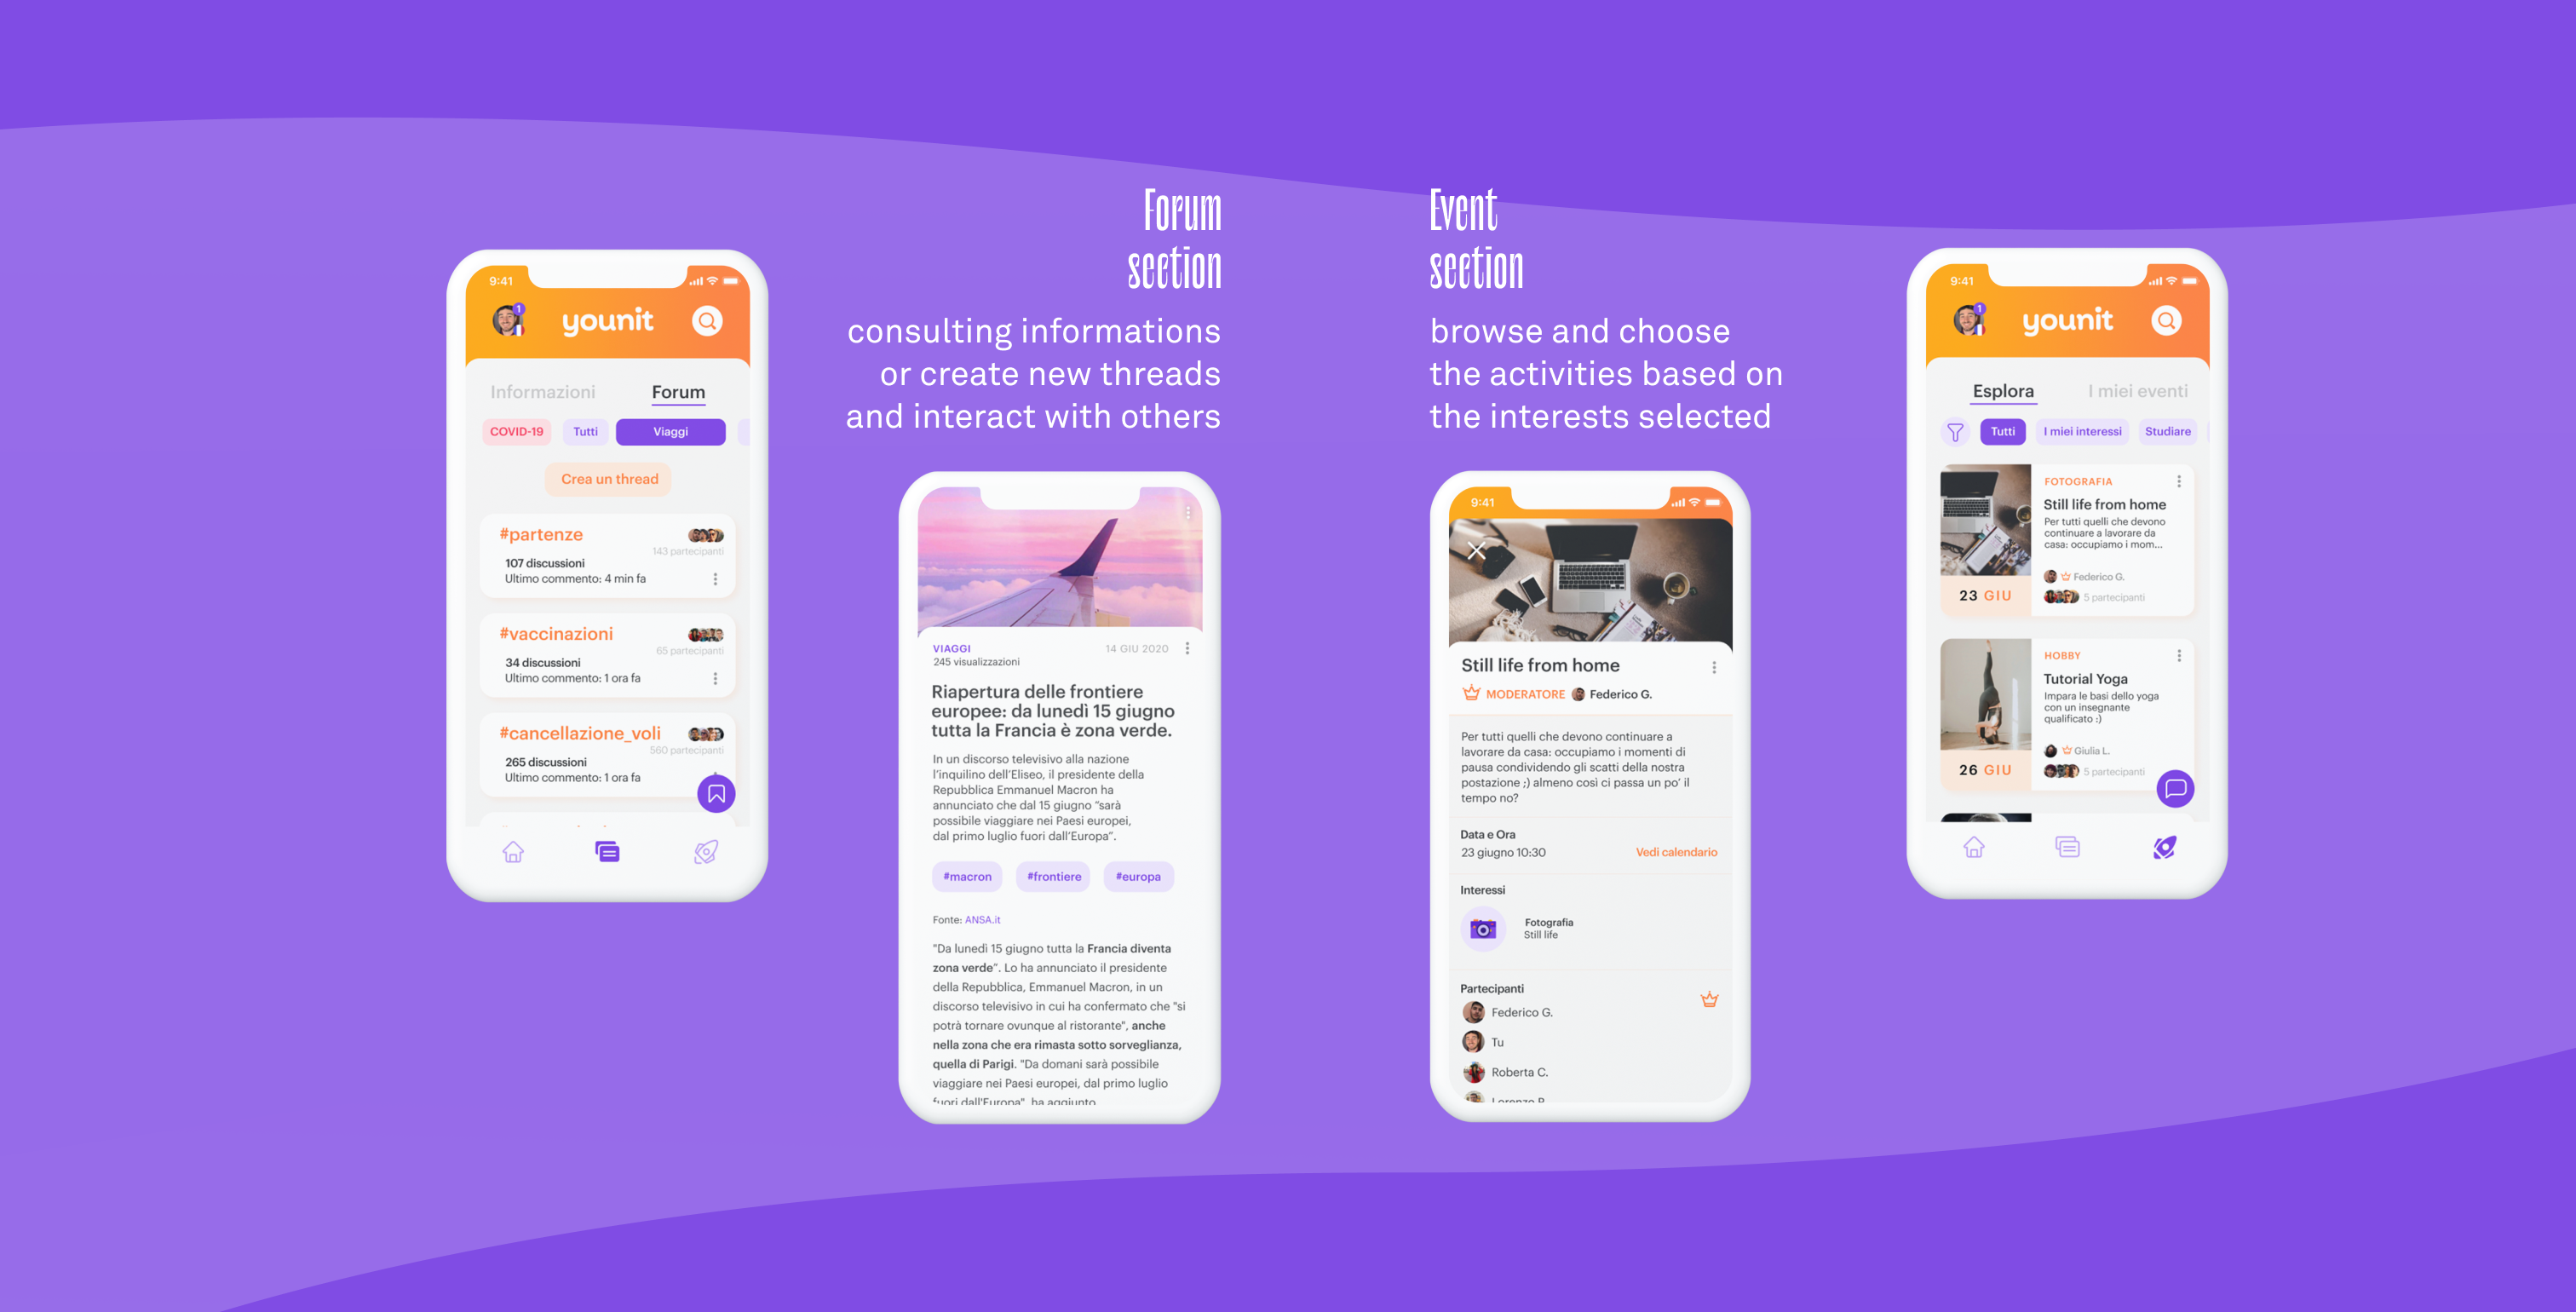 Forum
section
consulting informations
or create new threads
and interact with others
Event
section
browse and choose
the activities based on
the interests selected
9:41
1
younit
Informazioni
Forum
COVID-19
Tutti
Viaggi
Crea un thread
#partenze
143 partecipanti
107 discussioni
Ultimo commento: 4 min fa
#vaccinazioni
65 partecipanti
34 discussioni
Ultimo commento: 1 ora fa
#cancellazione_voli
560 partecipanti
265 discussioni
Ultimo commento: 1 ora fa
VIAGGI
14 GIU 2020
245 visualizzazioni
Riapertura delle frontiere
europee: da lunedì 15 giugno
tutta la Francia è zona verde.
In un discorso televisivo alla nazione
l'inquilino dell'Eliseo, il presidente della
Repubblica Emmanuel Macron ha
annunciato che dal 15 giugno “sarà
possibile viaggiare nei Paesi europei,
dal primo luglio fuori dall'Europa”.
#macron
#frontiere
#europa
Fonte: ANSA.it
"Da lunedì 15 giugno tutta la Francia diventa
zona verde". Lo ha annunciato il presidente
della Repubblica, Emmanuel Macron, in un
discorso televisivo in cui ha confermato che "si
potrà tornare ovunque al ristorante", anche
nella zona che era rimasta sotto sorveglianza,
quella di Parigi. "Da domani sarà possibile
viaggiare nei Paesi europei, dal primo luglio
fuori dall'Europa", ha aggiunto
9:41
Still life from home
MODERATORE Federico G.
Per tutti quelli che devono continuare a
lavorare da casa: occupiamo i momenti di
pausa condividendo gli scatti della nostra
postazione ;) almeno così ci passa un po' il
tempo no?
Data e Ora
23 giugno 10:30
Vedi calendario
Interessi
Fotografia
Still life
Partecipanti
Federico G.
Tu
Roberta C.
9:41
1
younit
Esplora
I miei eventi
Tutti
I miei interessi
Studiare
FOTOGRAFIA
Still life from home
Per tutti quelli che devono
continuare a lavorare da
casa: occupiamo i mom...
Federico G.
23 GIU
5 partecipanti
HOBBY
Tutorial Yoga
Impara le basi dello yoga
con un insegnante
qualificato :)
Giulia L.
26 GIU
5 partecipanti